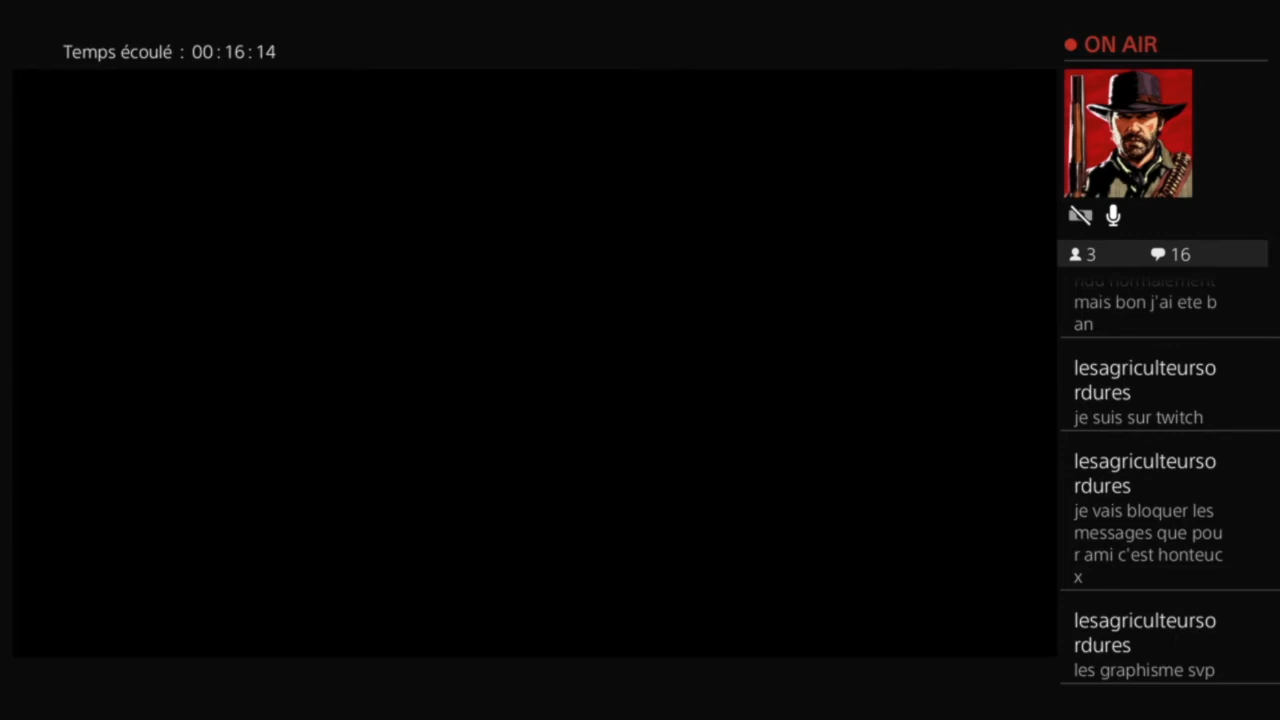 Temps écoulé : 00:16:14
ON AIR
3 16
mais bon j'ai ete b
an
lesagriculteurso
rdures
je suis sur twitch
lesagriculteurso
rdures
je vais bloquer les
messages que pou
r ami c'est honteuc
x
lesagriculteurso
rdures
les graphisme svp